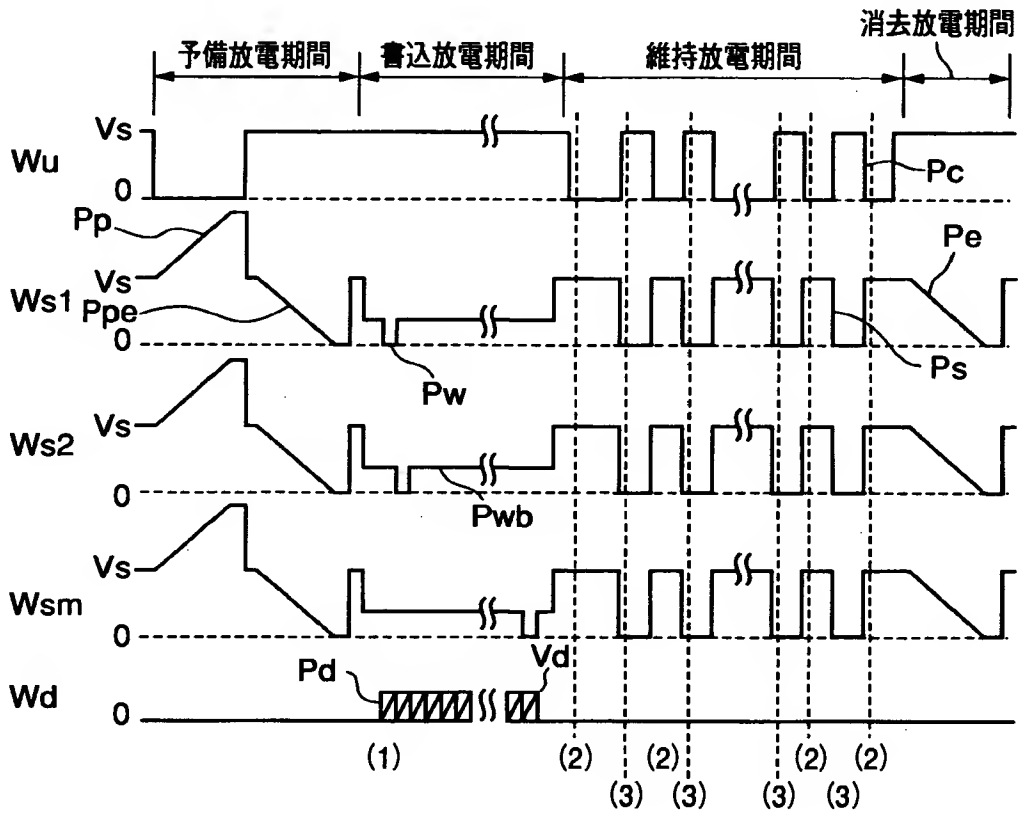 消去放電期間
予備放電期間 書込放電期間 維持放電期間
Vs
Wu
0
Pc
Pp
Pe
Vs
Ws1
Ppe
0
Pw
Ps
Vs
Ws2
0
Pwb
Vs
Wsm
0
Pd
Vd
Wd
0
(1) (2) (2) (2) (2)
(3) (3) (3) (3)